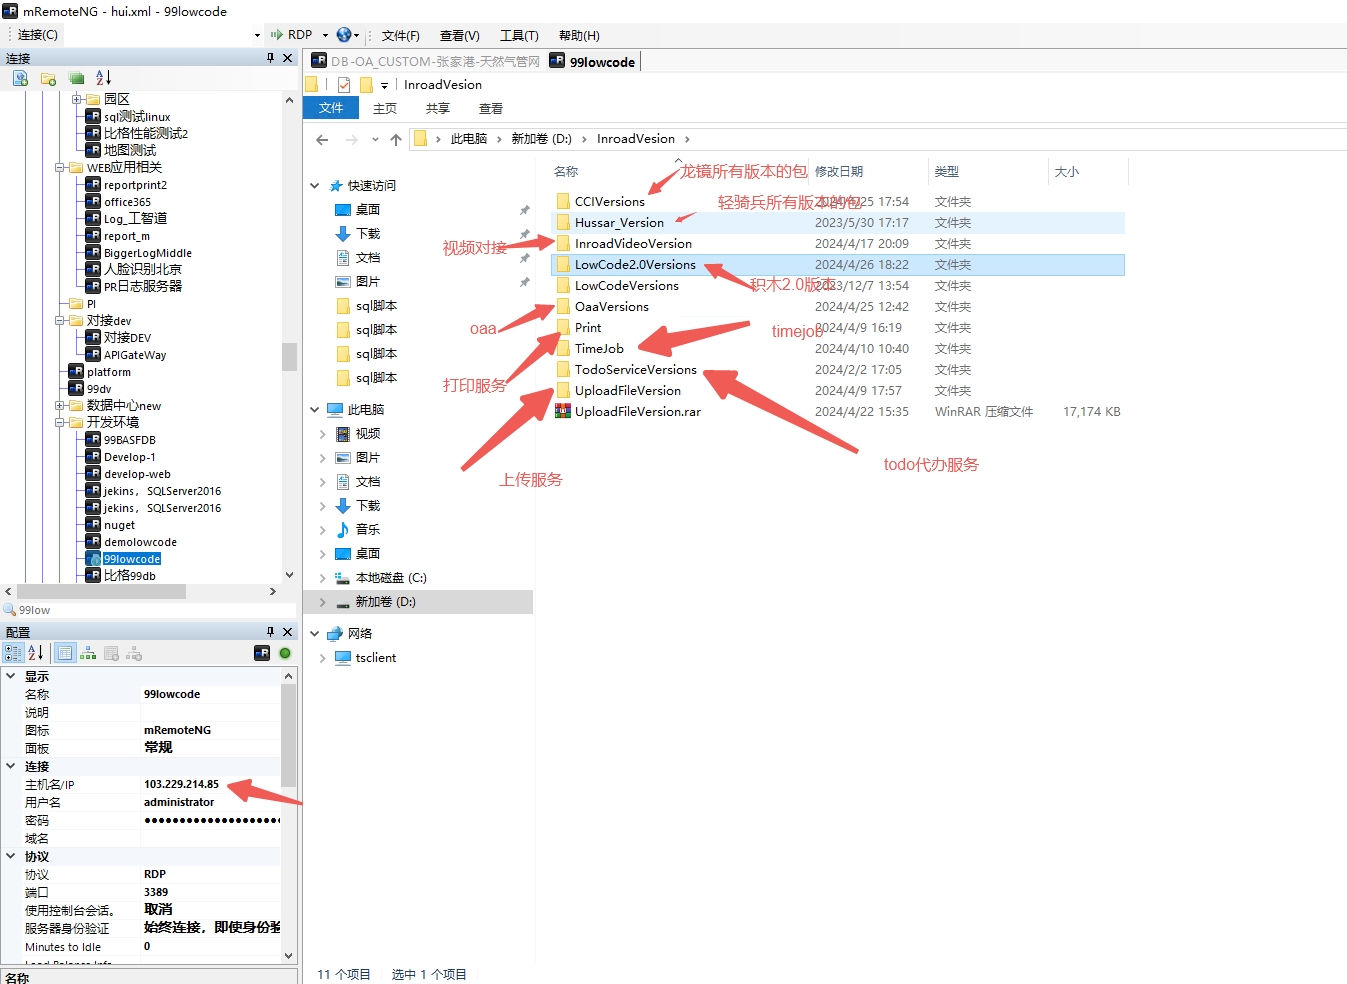 mRemoteNG - hui.xml - 99lowcode
连接(C)
RDP
文件(F)
查看(V)
工具(T)
帮助(H)
连接
园区
sql测试linux
比格性能测试2
地图测试
WEB应用相关
reportprint2
office365
Log_工智道
report_m
BiggerLogMiddle
人脸识别北京
PR日志服务器
PI
对接dev
对接DEV
APIGateWay
platform
99dv
数据中心new
开发环境
99BASFDB
Develop-1
develop-web
jekins, SQLServer2016
jekins, SQLServer2016
nuget
demolowcode
99lowcode
比格99db
99low
配置
显示
名称 99lowcode
说明
图标 mRemoteNG
面板 常规
连接
主机名/IP 103.229.214.85
用户名 administrator
密码 ●●●●●●●●●●●●●●●●●●●●
域名
协议
协议 RDP
端口 3389
使用控制台会话。 取消
服务器身份验证 始终连接，即使身份验
Minutes to Idle 0
Load Balance Info
名称
DB-OA_CUSTOM-张家港-天然气管网
99lowcode
InroadVesion
文件 主页 共享 查看
此电脑 › 新加卷 (D:) › InroadVesion ›
快速访问
桌面
下载
文档
图片
sql脚本
sql脚本
sql脚本
sql脚本
此电脑
视频
图片
文档
下载
音乐
桌面
本地磁盘 (C:)
新加卷 (D:)
网络
tsclient
名称 修改日期 类型 大小
龙镜所有版本的包
CCIVersions 2024/4/25 17:54 文件夹
轻骑兵所有版本的包
Hussar_Version 2023/5/30 17:17 文件夹
视频对接
InroadVideoVersion 2024/4/17 20:09 文件夹
LowCode2.0Versions 2024/4/26 18:22 文件夹
积木2.0版本
LowCodeVersions 2023/12/7 13:54 文件夹
OaaVersions 2024/4/25 12:42 文件夹
oaa
Print 2024/4/9 16:19 文件夹
timejob
TimeJob 2024/4/10 10:40 文件夹
TodoServiceVersions 2024/2/2 17:05 文件夹
打印服务
UploadFileVersion 2024/4/9 17:57 文件夹
UploadFileVersion.rar 2024/4/22 15:35 WinRAR 压缩文件 17,174 KB
todo代办服务
上传服务
11 个项目 选中 1 个项目